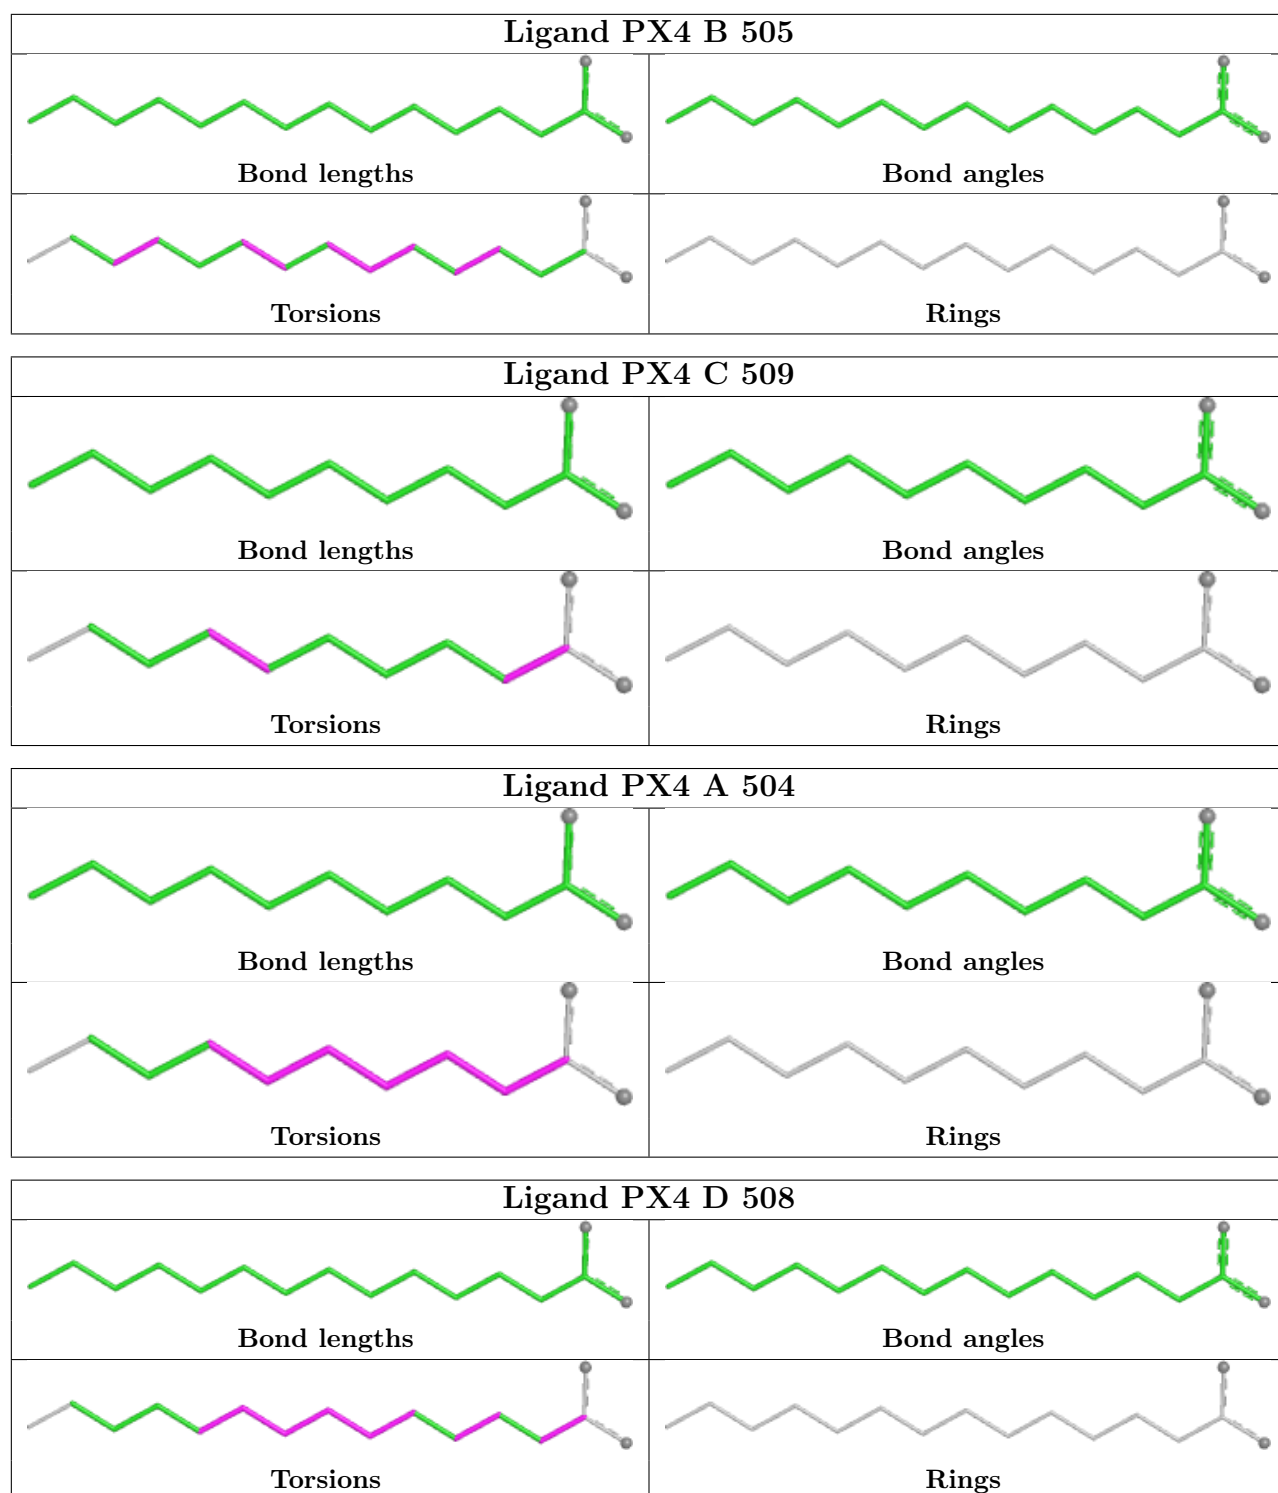 Ligand PX4 B 505
Bond lengths
Bond angles
Torsions
Rings
Ligand PX4 C 509
Bond lengths
Bond angles
Torsions
Rings
Ligand PX4 A 504
Bond lengths
Bond angles
Torsions
Rings
Ligand PX4 D 508
Bond lengths
Bond angles
Torsions
Rings